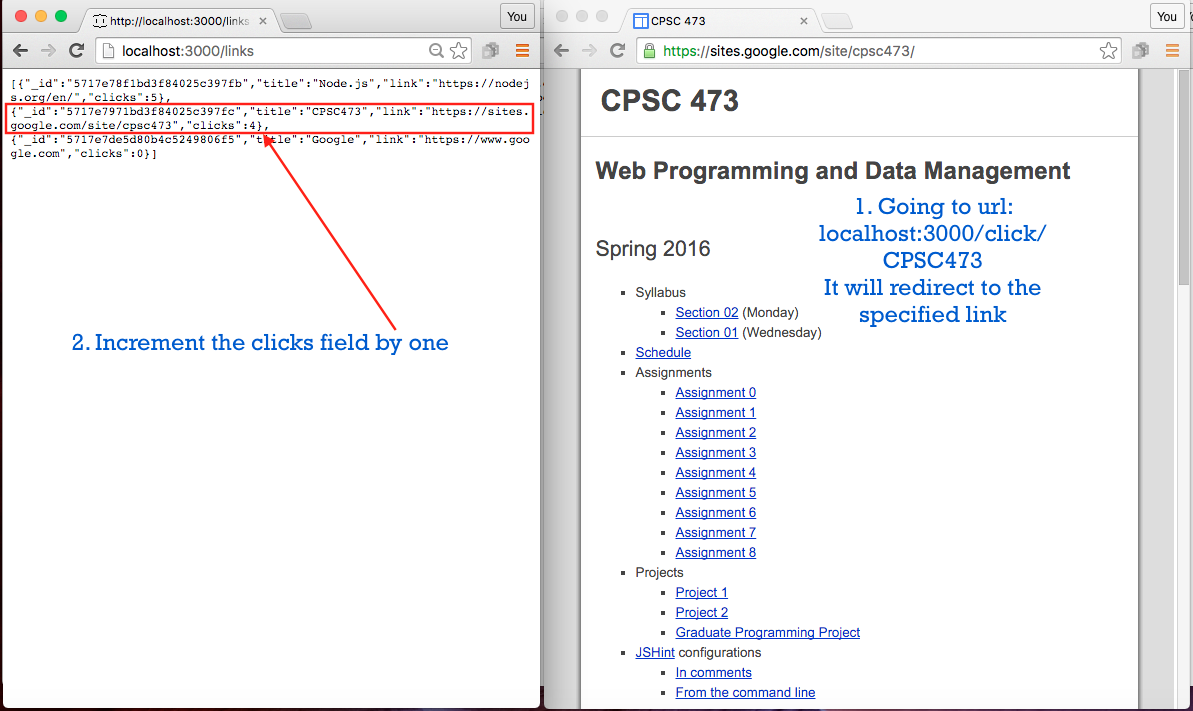 http://localhost:3000/links
You
localhost:3000/links
[{"_id":"5717e78f1bd3f84025c397fb","title":"Node.js","link":"https://nodej
s.org/en/","clicks":5},
{"_id":"5717e7971bd3f84025c397fc","title":"CPSC473","link":"https://sites.
google.com/site/cpsc473","clicks":4},
{"_id":"5717e7de5d80b4c5249806f5","title":"Google","link":"https://www.goo
gle.com","clicks":0}]
2. Increment the clicks field by one
CPSC 473
You
https://sites.google.com/site/cpsc473/
CPSC 473
Web Programming and Data Management
1. Going to url:
localhost:3000/click/
CPSC473
It will redirect to the
specified link
Spring 2016
Syllabus
Section 02 (Monday)
Section 01 (Wednesday)
Schedule
Assignments
Assignment 0
Assignment 1
Assignment 2
Assignment 3
Assignment 4
Assignment 5
Assignment 6
Assignment 7
Assignment 8
Projects
Project 1
Project 2
Graduate Programming Project
JSHint configurations
In comments
From the command line